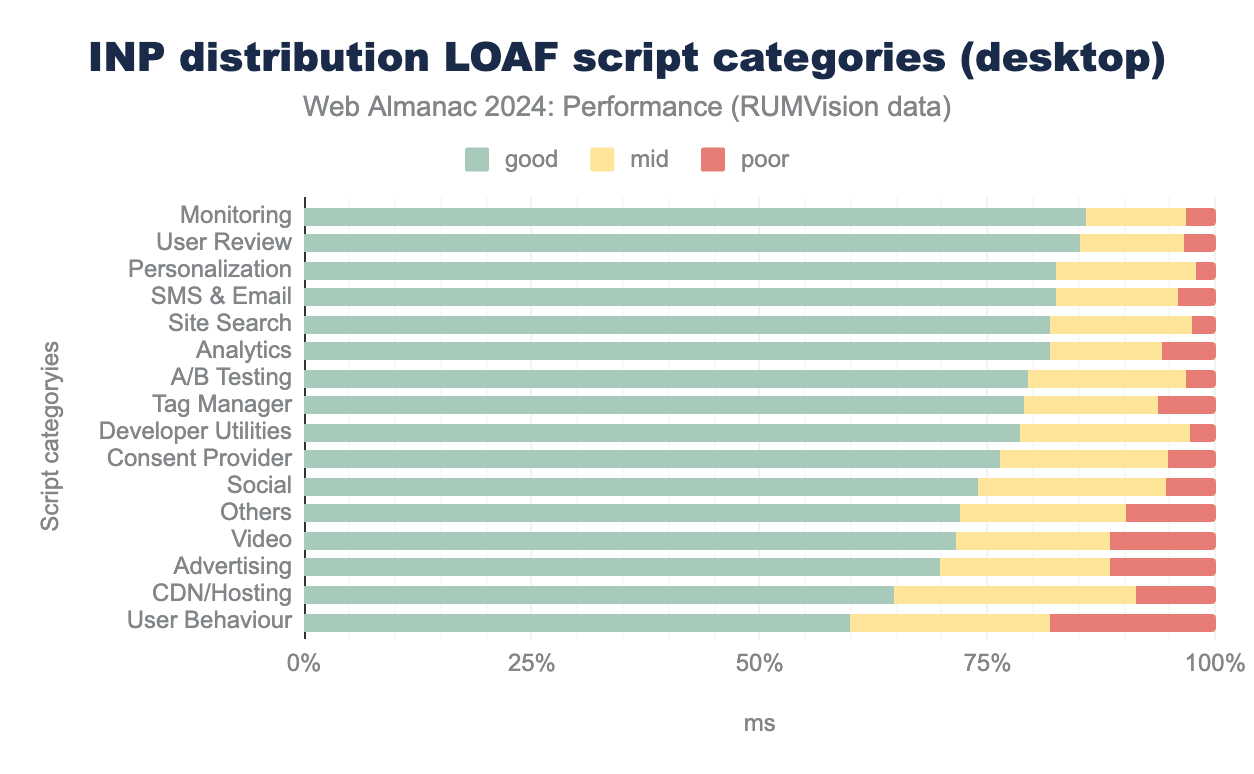 INP distribution LOAF script categories (desktop)
Web Almanac 2024: Performance (RUMVision data)
good mid poor
Script categoryies
Monitoring
User Review
Personalization
SMS & Email
Site Search
Analytics
A/B Testing
Tag Manager
Developer Utilities
Consent Provider
Social
Others
Video
Advertising
CDN/Hosting
User Behaviour
0% 25% 50% 75% 100%
ms